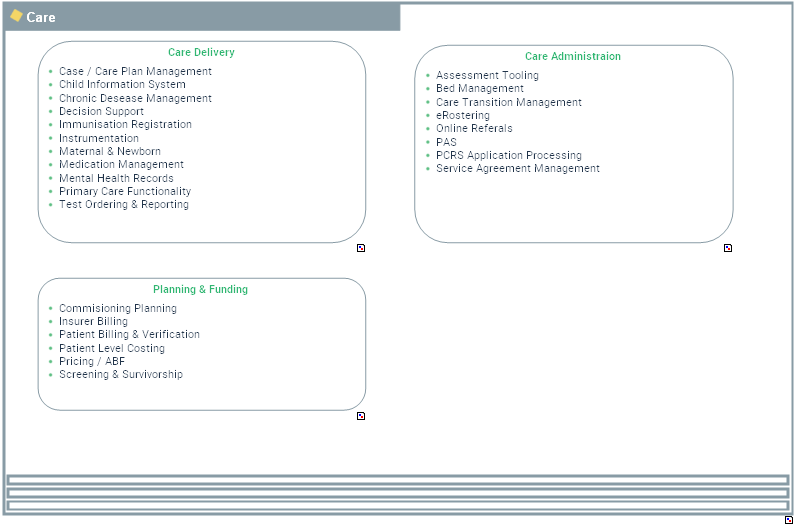 Care
Care Delivery
Case / Care Plan Management
Child Information System
Chronic Desease Management
Decision Support
Immunisation Registration
Instrumentation
Maternal & Newborn
Medication Management
Mental Health Records
Primary Care Functionality
Test Ordering & Reporting
Care Administraion
Assessment Tooling
Bed Management
Care Transition Management
eRostering
Online Referals
PAS
PCRS Application Processing
Service Agreement Management
Planning & Funding
Commisioning Planning
Insurer Billing
Patient Billing & Verification
Patient Level Costing
Pricing / ABF
Screening & Survivorship